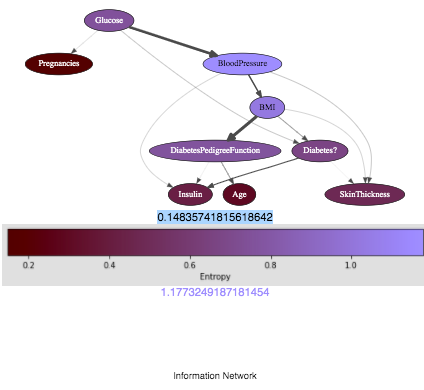 Glucose
Pregnancies
BloodPressure
BMI
DiabetesPedigreeFunction
Diabetes?
Insulin
Age
SkinThickness
0.14835741815618642
0.2 0.4 0.6 0.8 1.0
Entropy
1.1773249187181454
Information Network